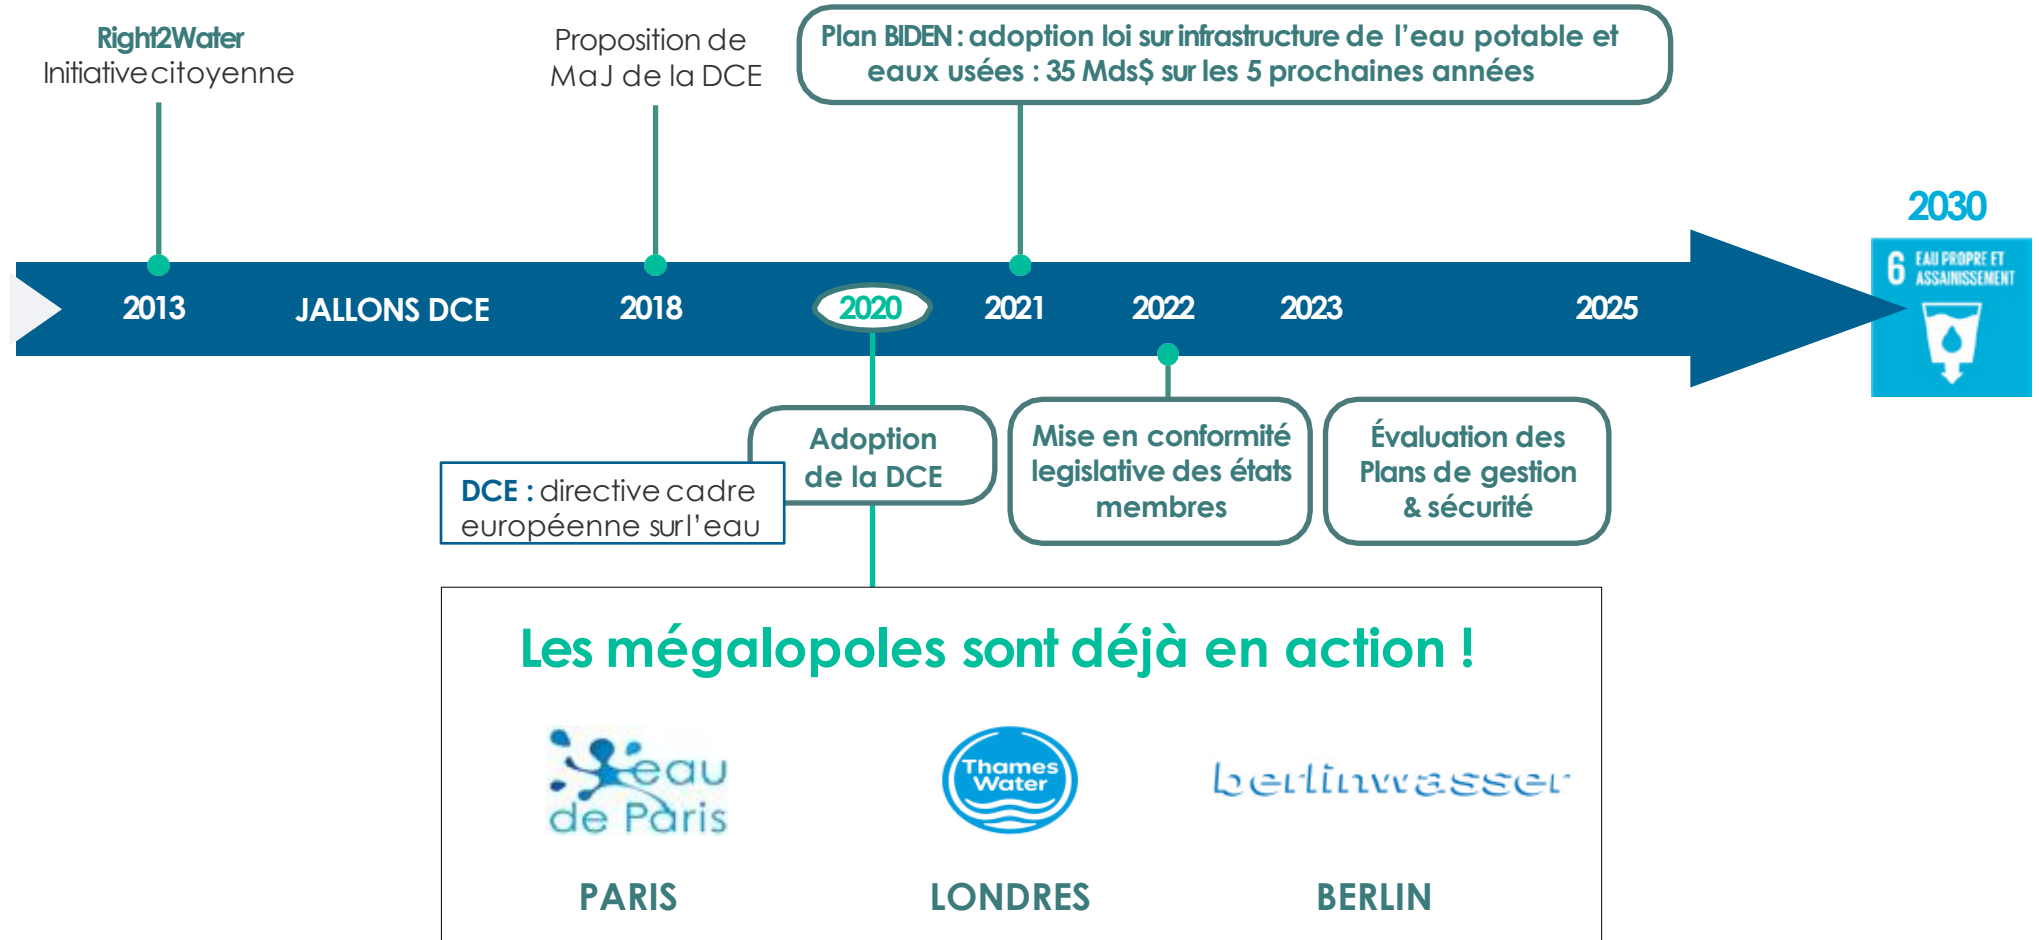 Right2Water
Initiative citoyenne
Proposition de
MaJ de la DCE
Plan BIDEN : adoption loi sur infrastructure de l'eau potable et
eaux usées : 35 Mds$ sur les 5 prochaines années
2030
6 EAU PROPRE ET
ASSAINISSEMENT
2013 JALLONS DCE 2018 2020 2021 2022 2023 2025
Adoption
de la DCE
DCE : directive cadre
européenne sur l'eau
Mise en conformité
legislative des états
membres
Évaluation des
Plans de gestion
& sécurité
Les mégalopoles sont déjà en action !
eau
de Paris
Thames
Water
berlinwasser
PARIS
LONDRES
BERLIN